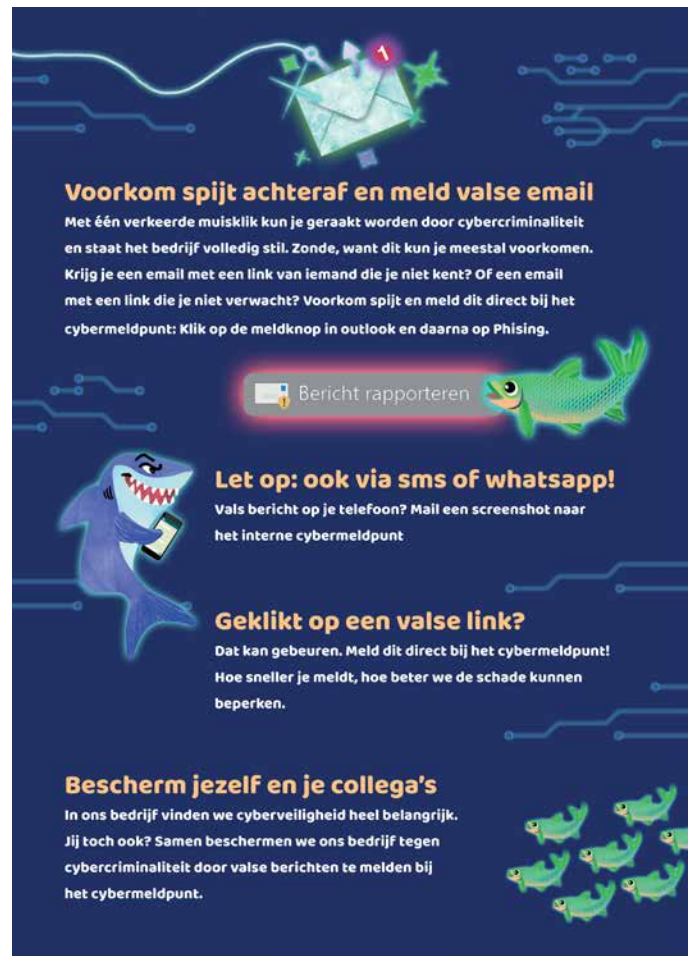 1
Voorkom spijt achteraf en meld valse email
Met één verkeerde muisklik kun je geraakt worden door cybercriminaliteit
en staat het bedrijf volledig stil. Zonde, want dit kun je meestal voorkomen.
Krijg je een email met een link van iemand die je niet kent? Of een email
met een link die je niet verwacht? Voorkom spijt en meld dit direct bij het
cybermeldpunt: Klik op de meldknop in outlook en daarna op Phising.
Bericht rapporteren
Let op: ook via sms of whatsapp!
Vals bericht op je telefoon? Mail een screenshot naar
het interne cybermeldpunt
Geklikt op een valse link?
Dat kan gebeuren. Meld dit direct bij het cybermeldpunt!
Hoe sneller je meldt, hoe beter we de schade kunnen
beperken.
Bescherm jezelf en je collega's
In ons bedrijf vinden we cyberveiligheid heel belangrijk.
Jij toch ook? Samen beschermen we ons bedrijf tegen
cybercriminaliteit door valse berichten te melden bij
het cybermeldpunt.